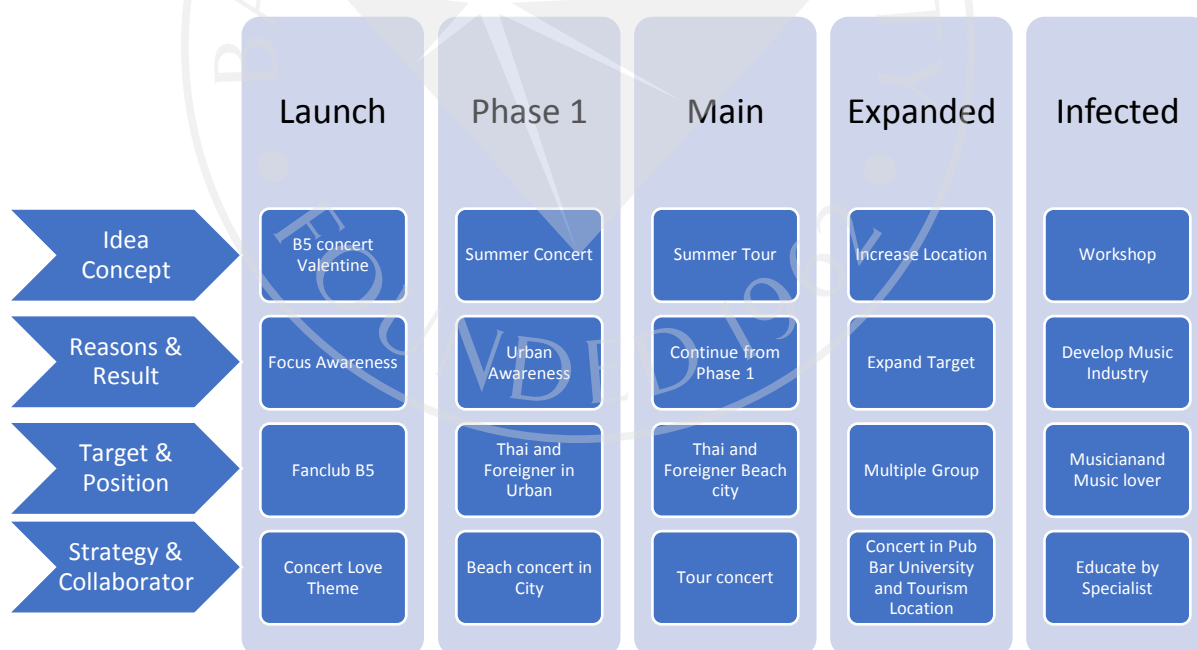 Launch
Phase 1
Main
Expanded
Infected
Idea
Concept
B5 concert
Valentine
Summer Concert
Summer Tour
Increase Location
Workshop
Reasons &
Result
Focus Awareness
Urban
Awareness
Continue from
Phase 1
Expand Target
Develop Music
Industry
Target &
Position
Fanclub B5
Thai and
Foreigner in
Urban
Thai and
Foreigner Beach
city
Multiple Group
Musicianand
Music lover
Strategy &
Collaborator
Concert Love
Theme
Beach concert in
City
Tour concert
Concert in Pub
Bar University
and Tourism
Location
Educate by
Specialist
FOUNDED 1962